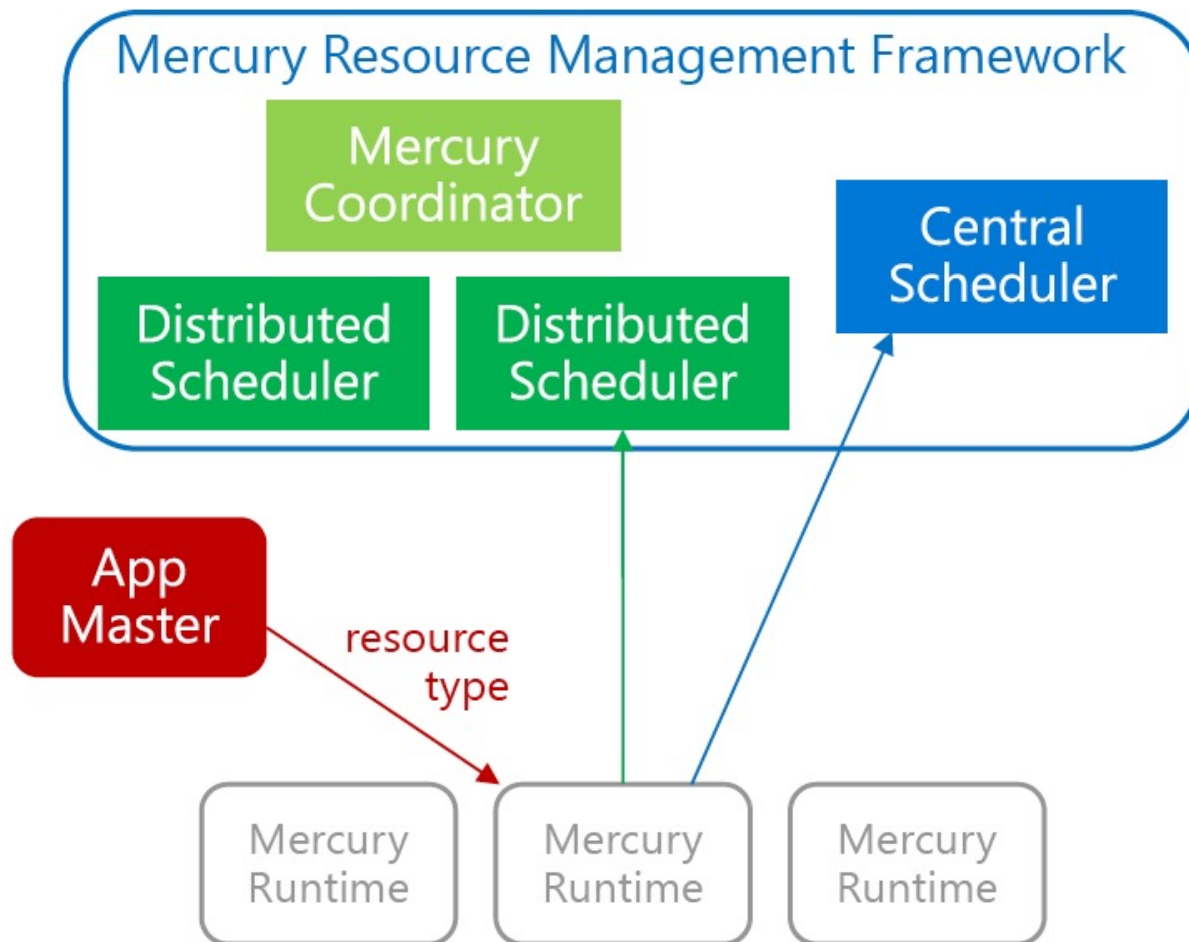 Mercury Resource Management Framework
Mercury
Coordinator
Central
Scheduler
Distributed
Scheduler
Distributed
Scheduler
App
Master
resource
type
Mercury
Runtime
Mercury
Runtime
Mercury
Runtime